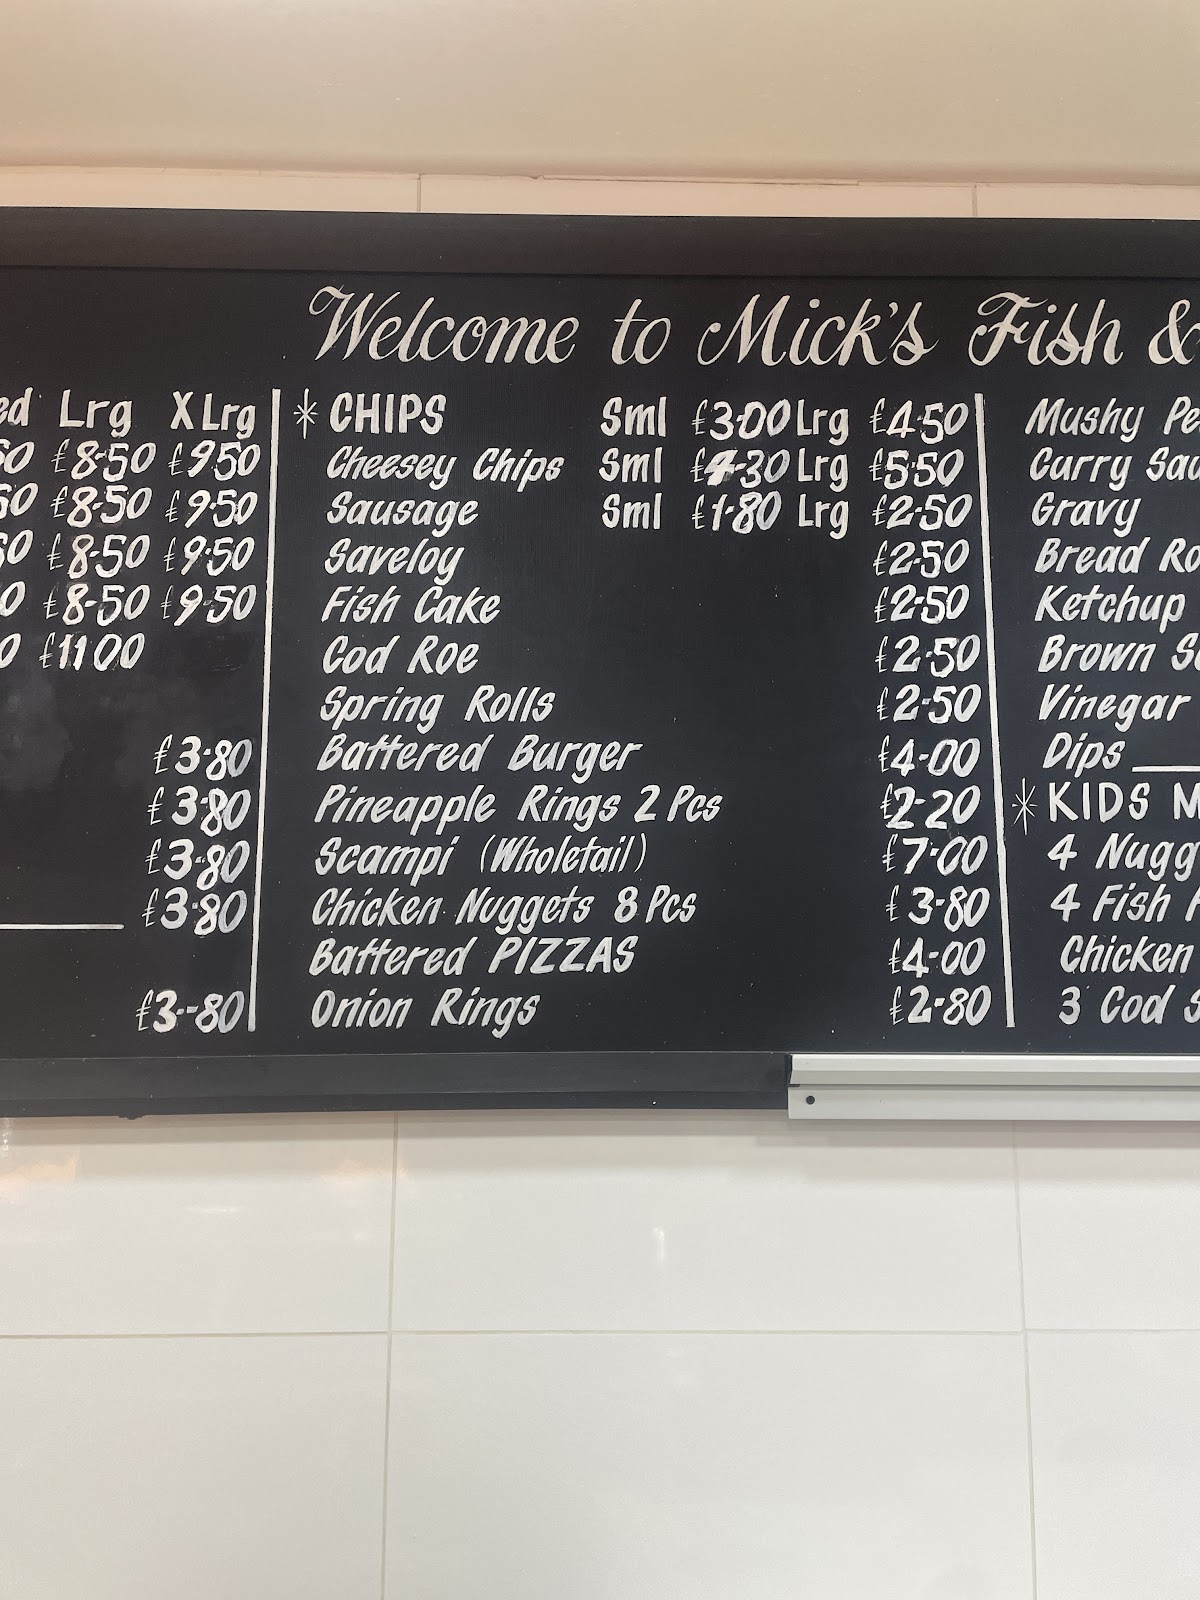 Welcome to Mick's Fish &
Lrg XLrg
£8-50 £9.50
£8-50 £9.50
£8-50 £9.50
£8-50 £9.50
£11.00
£3.80
£3.80
£3.80
£3.80
£3.80
* CHIPS Sml £3.00 Lrg £4.50
Cheesey Chips Sml £4-30 Lrg £5.50
Sausage Sml £1-80 Lrg £2.50
Saveloy £2.50
Fish Cake £2.50
Cod Roe £2.50
Spring Rolls £2.50
Battered Burger £4-00
Pineapple Rings 2 Pcs £2-20
Scampi (Wholetail) £7.00
Chicken Nuggets 8 Pcs £3-80
Battered PIZZAS £4-00
Onion Rings £2-80
Mushy
Curry
Gravy
Bread
Ketchup
Brown
Vinegar
Dips
* KIDS
4
4 Fish
Chicken
3 Cod